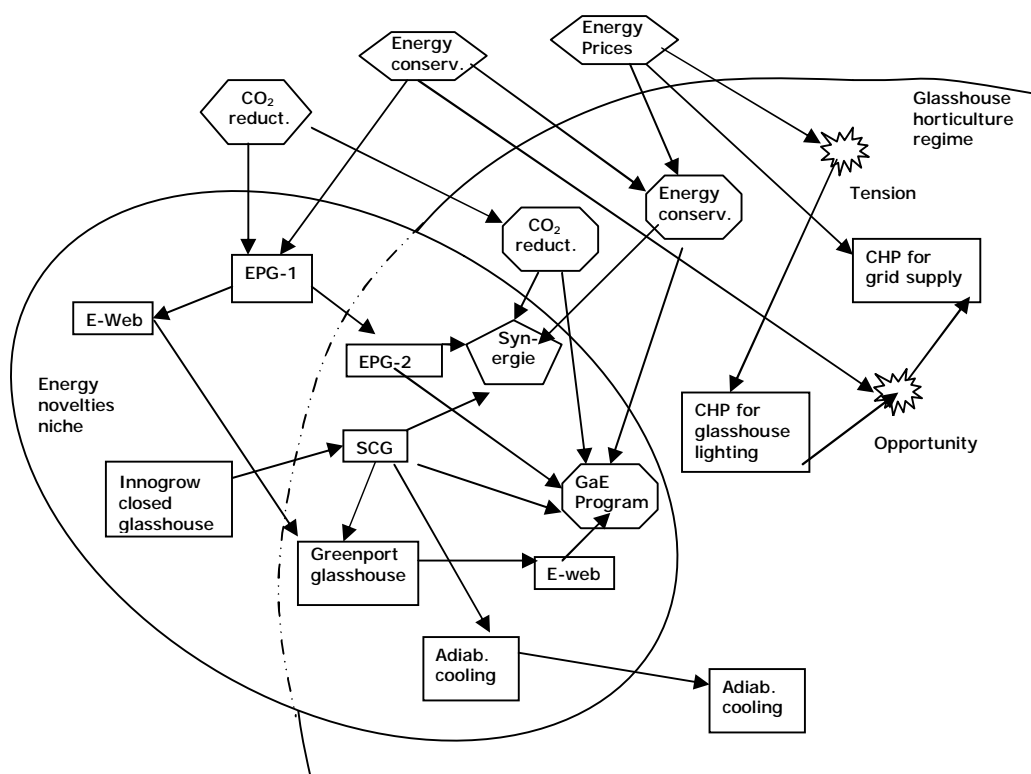 Energy
Prices
Energy
conserv.
CO₂
reduct.
Glasshouse
horticulture
regime
Tension
Energy
conserv.
CO₂
reduct.
CHP for
grid supply
EPG-1
E-Web
Syn-
ergie
EPG-2
Energy
novelties
niche
CHP for
glasshouse
lighting
Opportunity
SCG
Innogrow
closed
glasshouse
GaE
Program
Greenport
glasshouse
E-web
Adiab.
cooling
Adiab.
cooling